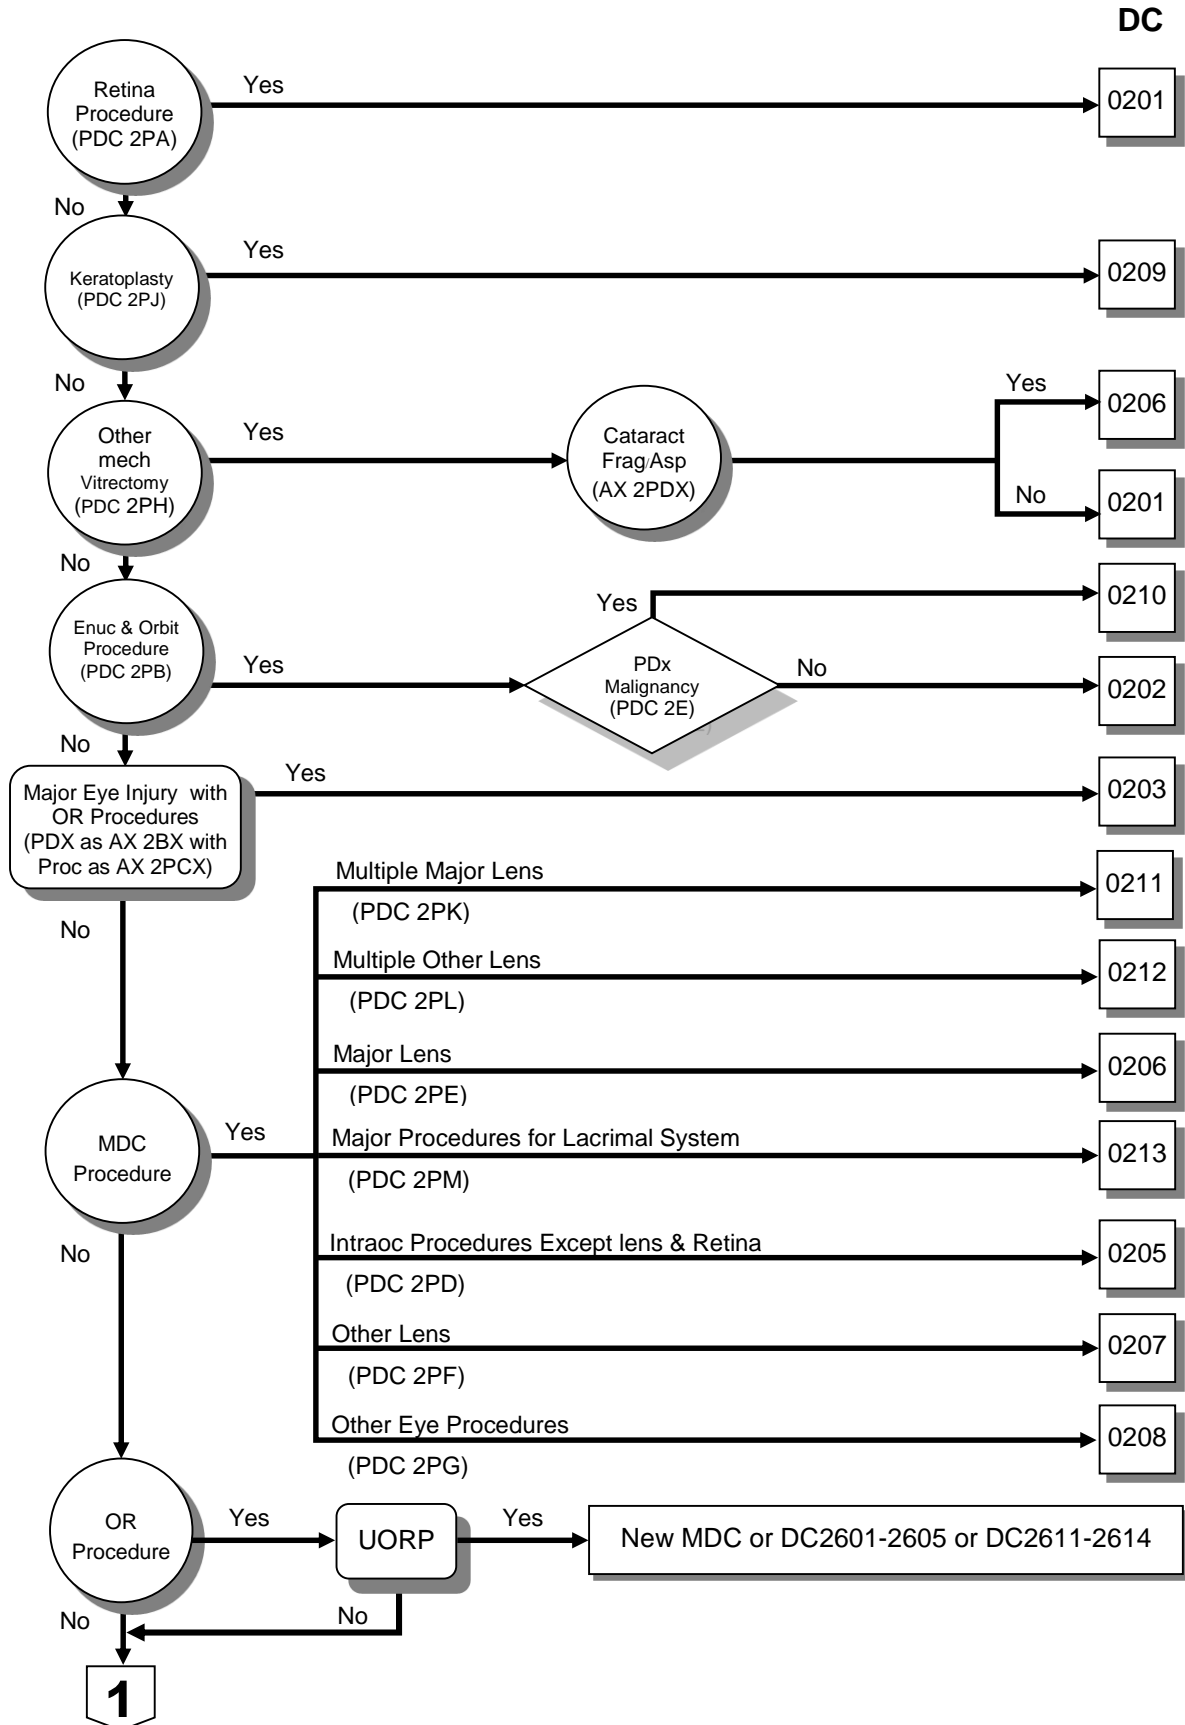 DC
Retina
Procedure
(PDC 2PA)
Yes
0201
No
Keratoplasty
(PDC 2PJ)
Yes
0209
No
Other
mech
Vitrectomy
(PDC 2PH)
Yes
Cataract
Frag/Asp
(AX 2PDX)
Yes
0206
No
0201
No
Enuc & Orbit
Procedure
(PDC 2PB)
Yes
PDx
Malignancy
(PDC 2E)
Yes
0210
No
0202
No
Major Eye Injury with
OR Procedures
(PDX as AX 2BX with
Proc as AX 2PCX)
Yes
0203
No
MDC
Procedure
Yes
Multiple Major Lens
(PDC 2PK)
0211
Multiple Other Lens
(PDC 2PL)
0212
Major Lens
(PDC 2PE)
0206
Major Procedures for Lacrimal System
(PDC 2PM)
0213
Intraoc Procedures Except lens & Retina
(PDC 2PD)
0205
Other Lens
(PDC 2PF)
0207
Other Eye Procedures
(PDC 2PG)
0208
No
OR
Procedure
Yes
UORP
Yes
New MDC or DC2601-2605 or DC2611-2614
No
No
1